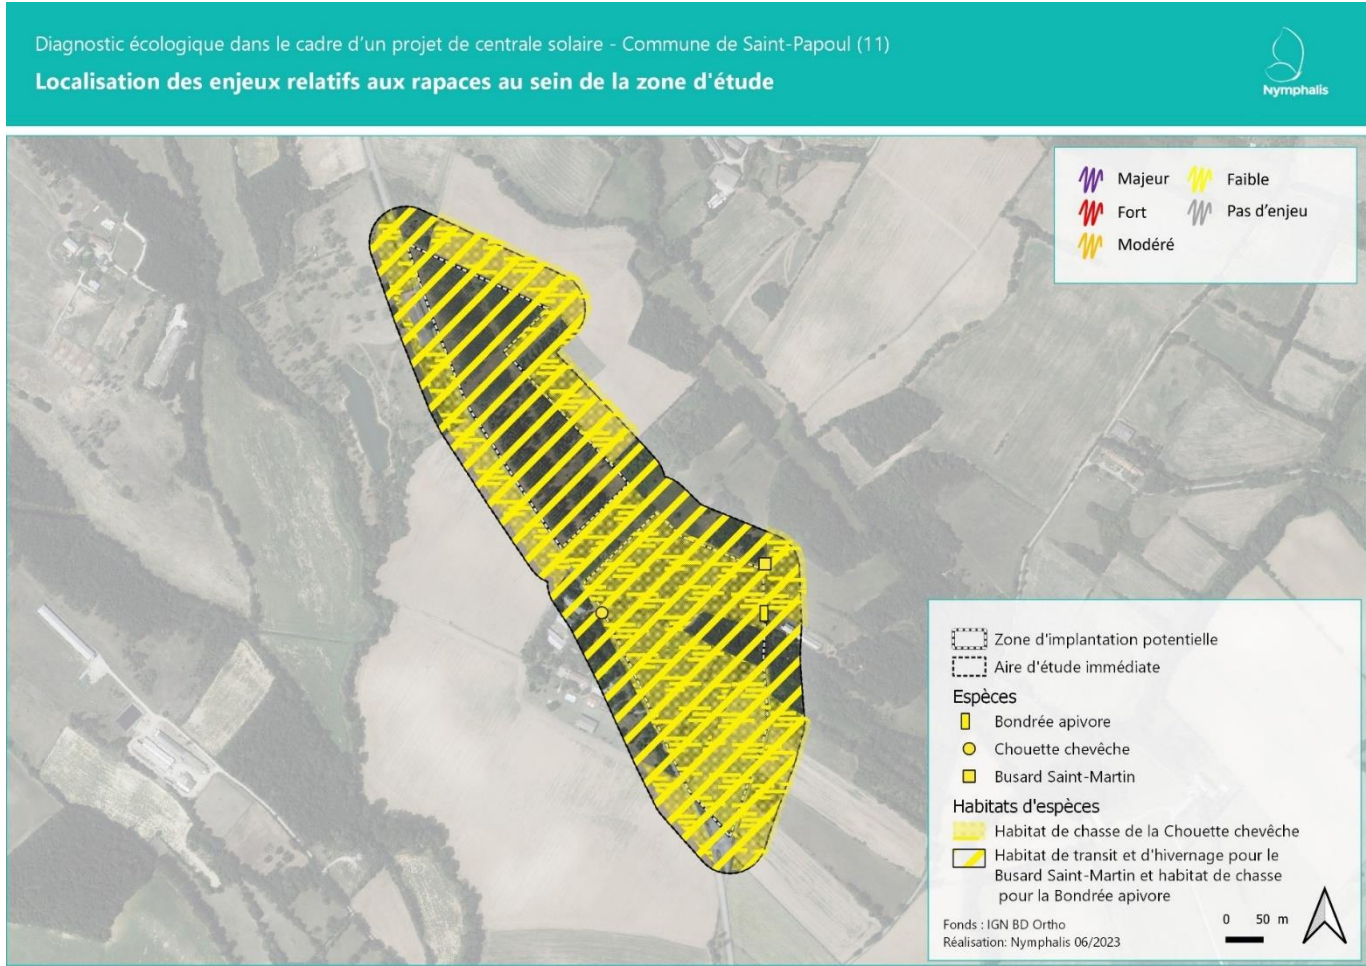 Diagnostic écologique dans le cadre d'un projet de centrale solaire - Commune de Saint-Papoul (11)
Localisation des enjeux relatifs aux rapaces au sein de la zone d'étude
Nymphalis
Majeur
Faible
Fort
Pas d'enjeu
Modéré
Zone d'implantation potentielle
Aire d'étude immédiate
Espèces
Bondrée apivore
Chouette chevêche
Busard Saint-Martin
Habitats d'espèces
Habitat de chasse de la Chouette chevêche
Habitat de transit et d'hivernage pour le
Busard Saint-Martin et habitat de chasse
pour la Bondrée apivore
Fonds : IGN BD Ortho
Réalisation: Nymphalis 06/2023
0 50 m